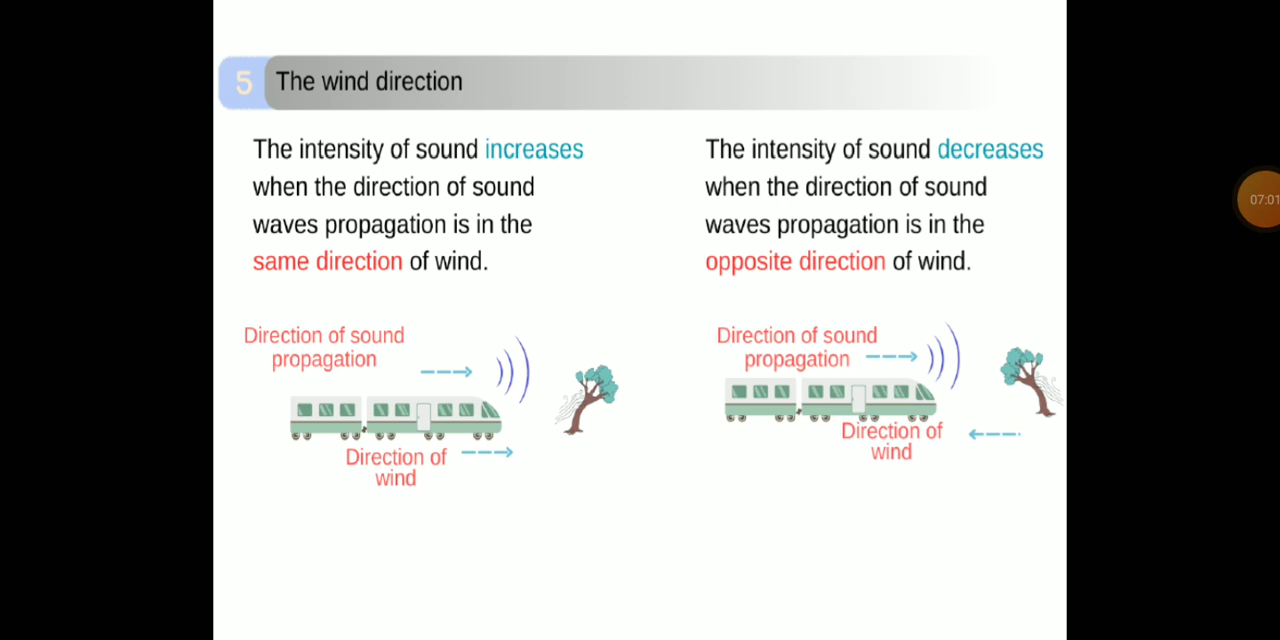 5 The wind direction
The intensity of sound increases
when the direction of sound
waves propagation is in the
same direction of wind.
Direction of sound
propagation
Direction of
wind
The intensity of sound decreases
when the direction of sound
waves propagation is in the
opposite direction of wind.
Direction of sound
propagation
Direction of
wind
07:01